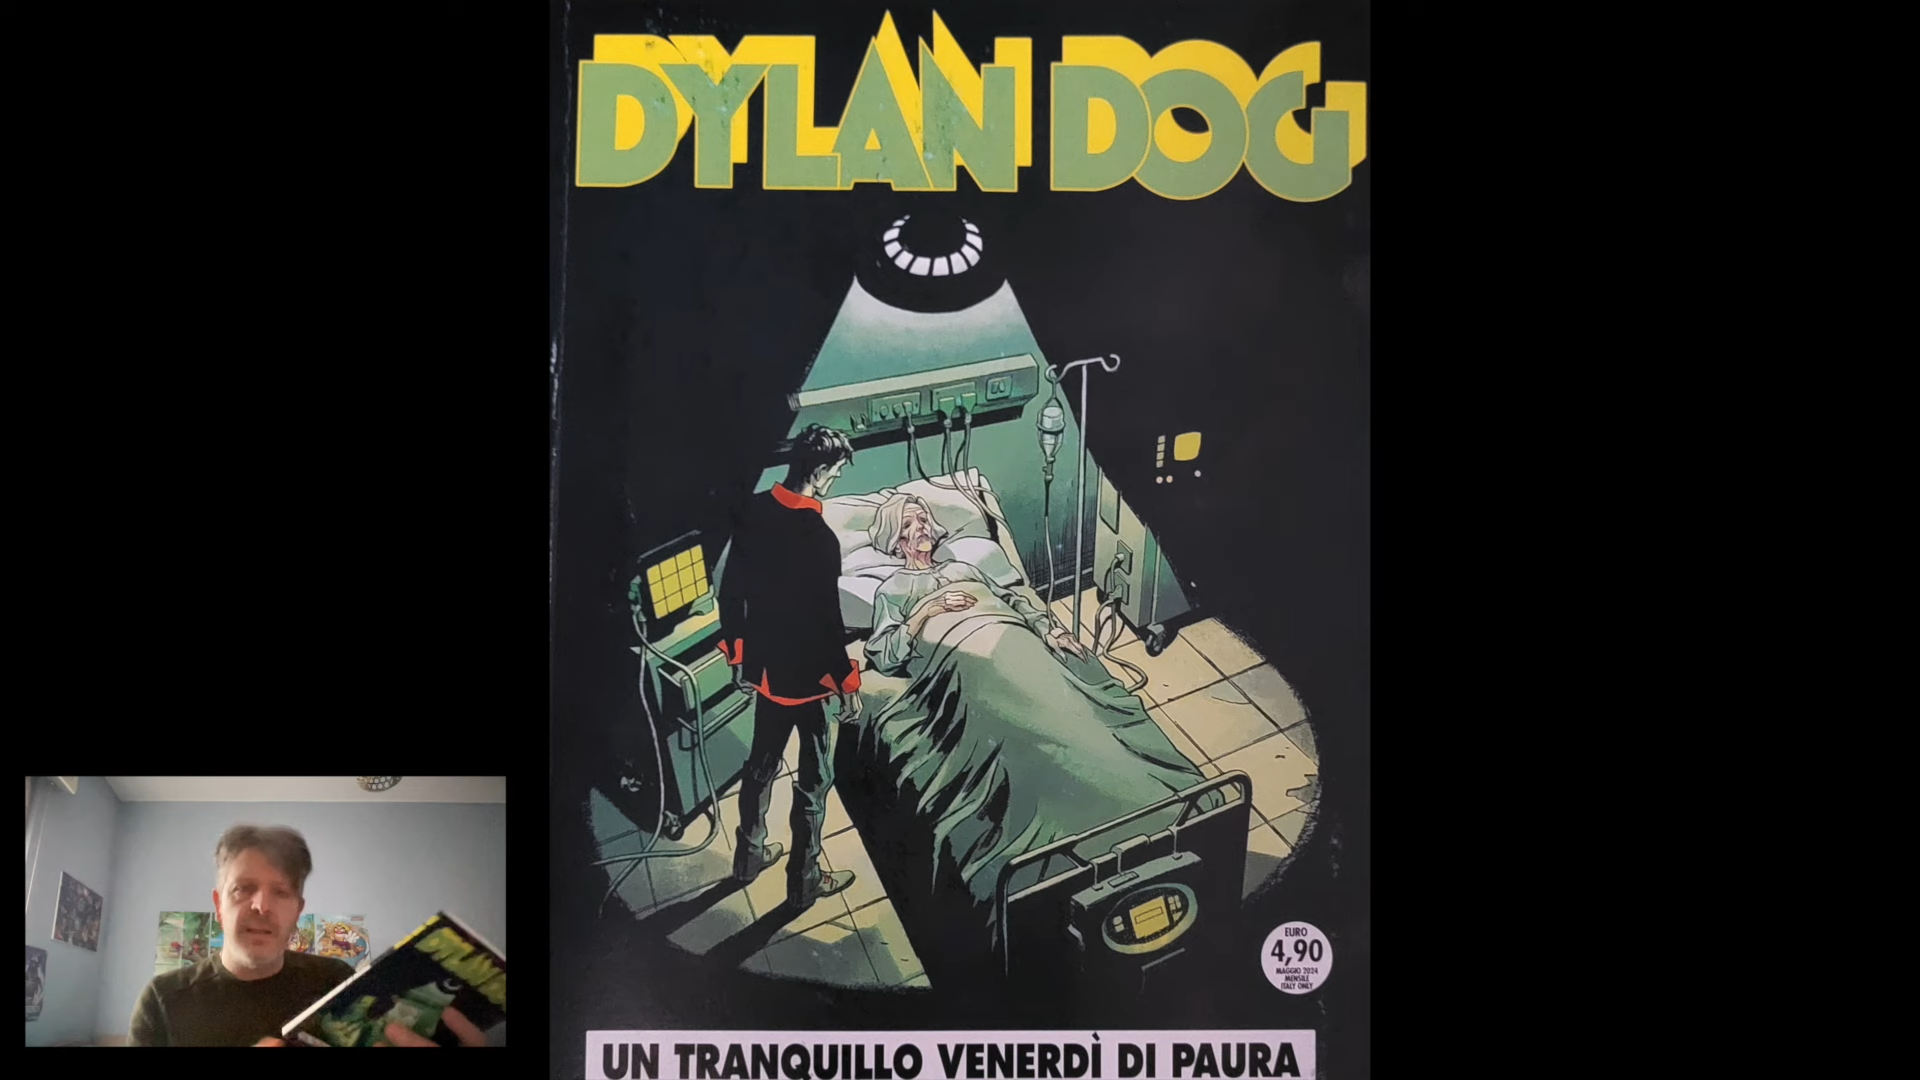 DYLAN DOG
EURO
4,90
MAGGIO 2024
MENSILE
ITALY ONLY
UN TRANQUILLO VENERDÌ DI PAURA